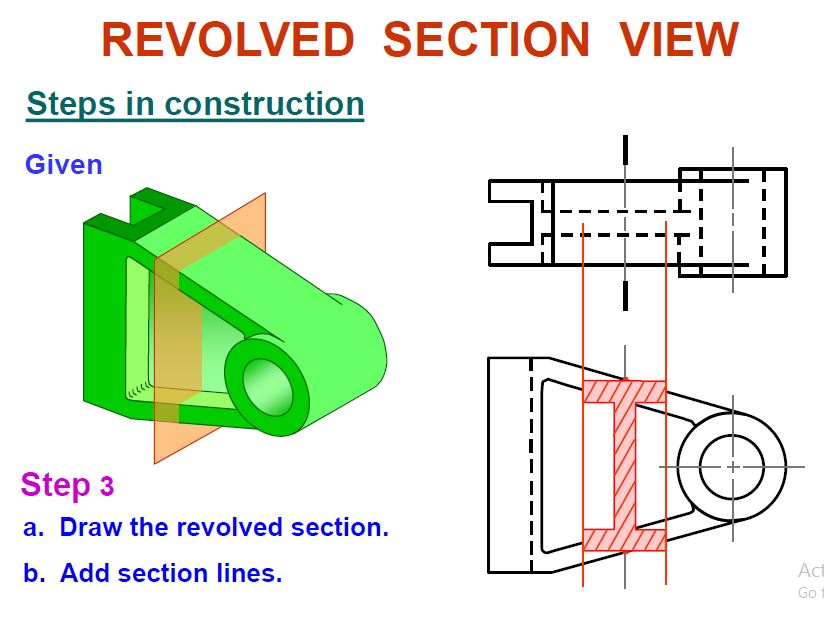 REVOLVED SECTION VIEW
Steps in construction
Given
Step 3
a. Draw the revolved section.
b. Add section lines.
Act
Go t